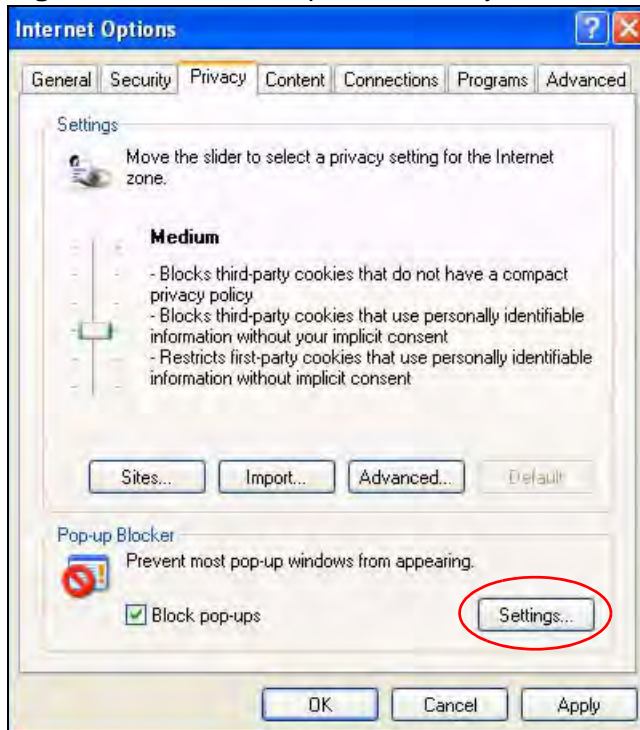 Internet Options
General Security Privacy Content Connections Programs Advanced
Settings
Move the slider to select a privacy setting for the Internet
zone.
Medium
- Blocks third-party cookies that do not have a compact
privacy policy
- Blocks third-party cookies that use personally identifiable
information without your implicit consent
- Restricts first-party cookies that use personally identifiable
information without implicit consent
Sites... Import... Advanced... Default
Pop-up Blocker
Prevent most pop-up windows from appearing.
Block pop-ups Settings...
OK Cancel Apply